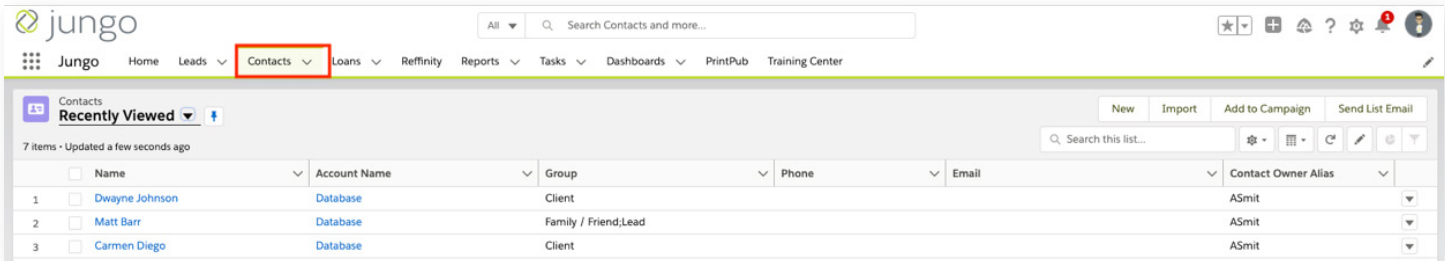 jungo
All
Search Contacts and more...
1
Jungo Home Leads Contacts Loans Reffinity Reports Tasks Dashboards PrintPub Training Center
Contacts
Recently Viewed
New Import Add to Campaign Send List Email
7 items • Updated a few seconds ago
Search this list...
Name Account Name Group Phone Email Contact Owner Alias
1 Dwayne Johnson Database Client ASmit
2 Matt Barr Database Family / Friend;Lead ASmit
3 Carmen Diego Database Client ASmit